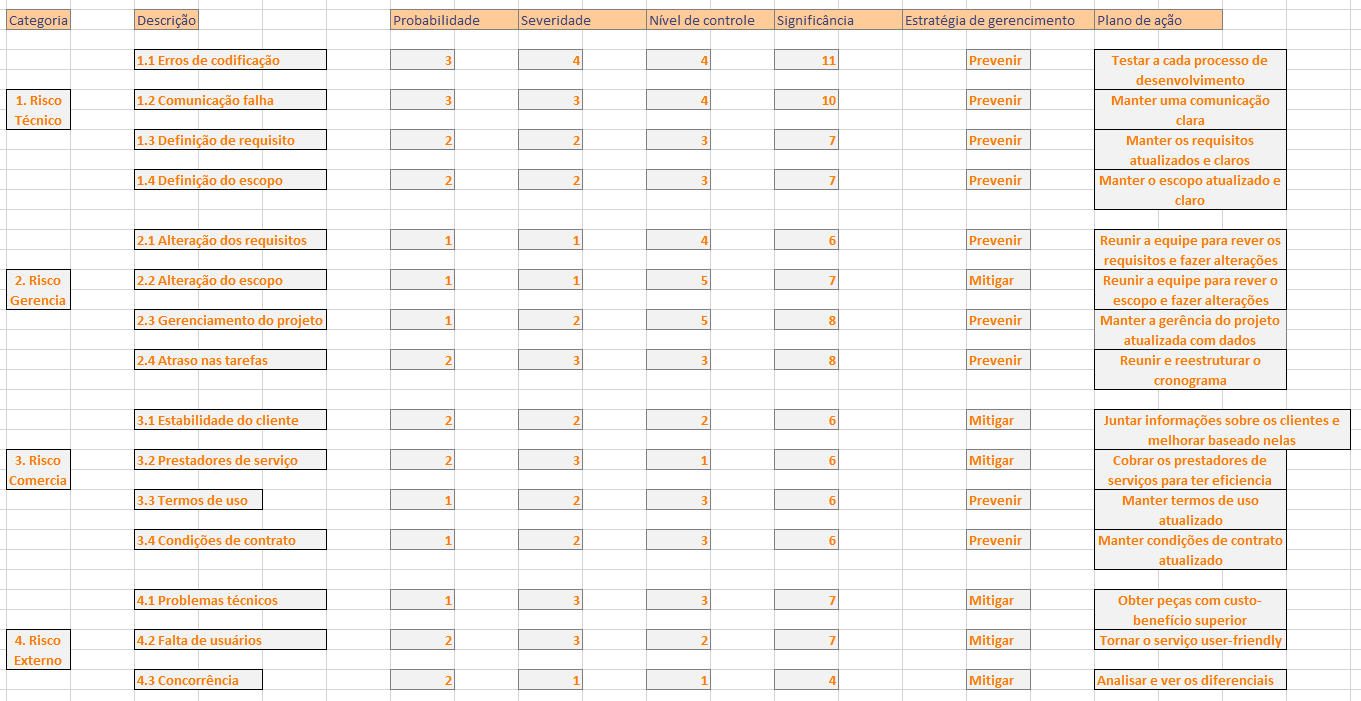 Categoria Descrição Probabilidade Severidade Nível de controle Significância Estratégia de gerencimento Plano de ação
1.1 Erros de codificação 3 4 4 11 Prevenir Testar a cada processo de
desenvolvimento
1. Risco 1.2 Comunicação falha 3 3 4 10 Prevenir Manter uma comunicação
Técnico clara
1.3 Definição de requisito 2 2 3 7 Prevenir Manter os requisitos
atualizados e claros
1.4 Definição do escopo 2 2 3 7 Prevenir Manter o escopo atualizado e
claro
2.1 Alteração dos requisitos 1 1 4 6 Prevenir Reunir a equipe para rever os
requisitos e fazer alterações
2. Risco 2.2 Alteração do escopo 1 1 5 7 Mitigar Reunir a equipe para rever o
Gerencia escopo e fazer alterações
2.3 Gerenciamento do projeto 1 2 5 8 Prevenir Manter a gerência do projeto
atualizada com dados
2.4 Atraso nas tarefas 2 3 3 8 Prevenir Reunir e reestruturar o
cronograma
3.1 Estabilidade do cliente 2 2 2 6 Mitigar Juntar informações sobre os clientes e
melhorar baseado nelas
3. Risco 3.2 Prestadores de serviço 2 3 1 6 Mitigar Cobrar os prestadores de
Comercia serviços para ter eficiencia
3.3 Termos de uso 1 2 3 6 Prevenir Manter termos de uso
atualizado
3.4 Condições de contrato 1 2 3 6 Prevenir Manter condições de contrato
atualizado
4.1 Problemas técnicos 1 3 3 7 Mitigar Obter peças com custo-
benefício superior
4. Risco 4.2 Falta de usuários 2 3 2 7 Mitigar Tornar o serviço user-friendly
Externo
4.3 Concorrência 2 1 1 4 Mitigar Analisar e ver os diferenciais